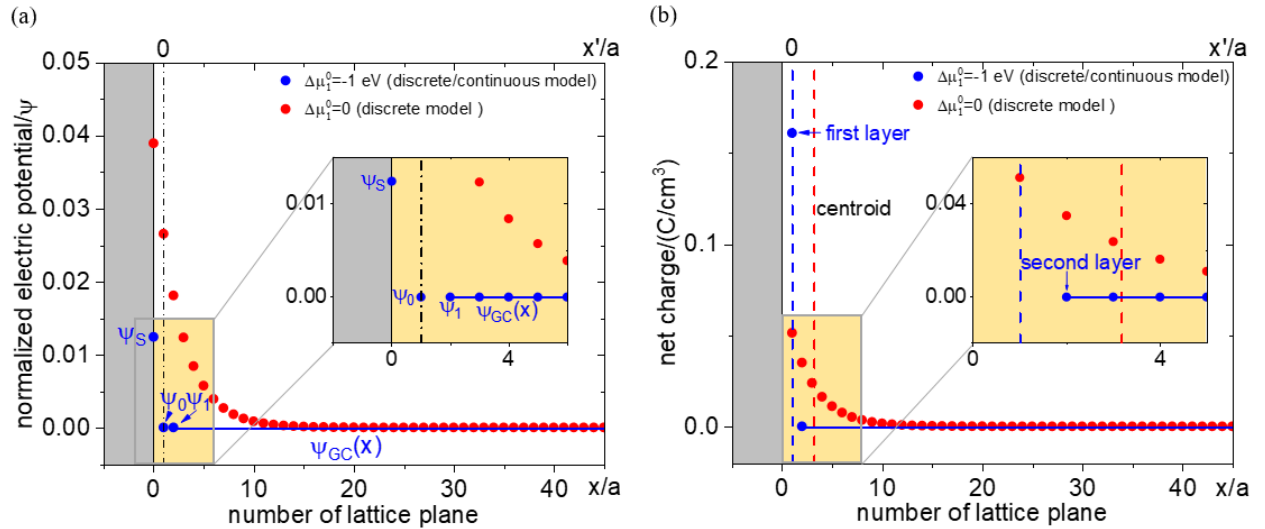 (a)
0
x'/a
0.05
Δμ₁⁰=-1 eV (discrete/continuous model)
Δμ₁⁰=0 (discrete model )
0.04
0.03
0.02
0.01
0.00
normalized electric potential/ψ
ψ_S
ψ₀ψ₁
ψ_GC(x)
ψ_S
0.01
0.00
ψ₀
ψ₁
ψ_GC(x)
0
4
0
10
20
30
40
x/a
number of lattice plane
(b)
0
x'/a
0.2
Δμ₁⁰=-1 eV (discrete/continuous model)
Δμ₁⁰=0 (discrete model )
first layer
centroid
0.1
0.0
net charge/(C/cm³)
0.04
second layer
0.00
0
4
0
10
20
30
40
x/a
number of lattice plane